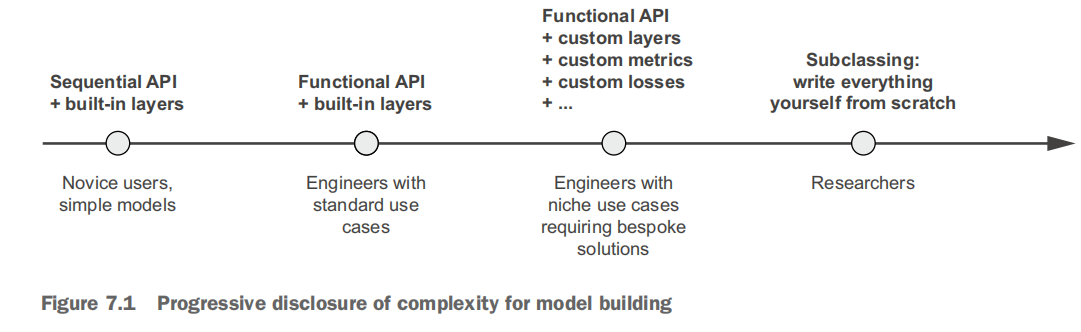 Sequential API
+ built-in layers
Functional API
+ built-in layers
Functional API
+ custom layers
+ custom metrics
+ custom losses
+ ...
Subclassing:
write everything
yourself from scratch
Novice users,
simple models
Engineers with
standard use
cases
Engineers with
niche use cases
requiring bespoke
solutions
Researchers
Figure 7.1 Progressive disclosure of complexity for model building